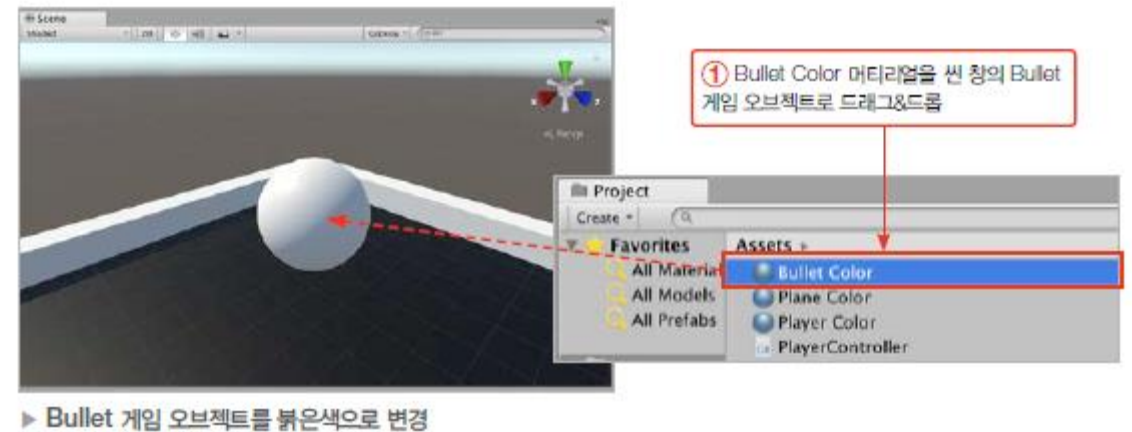 Scene
Shaded
2D
Gizmos
① Bullet Color 머티리얼을 씬 창의 Bullet
게임 오브젝트로 드래그&드롭
Project
Create
Favorites
All Materia
All Models
All Prefabs
Assets
Bullet Color
Plane Color
Player Color
PlayerController
▶ Bullet 게임 오브젝트를 붉은색으로 변경